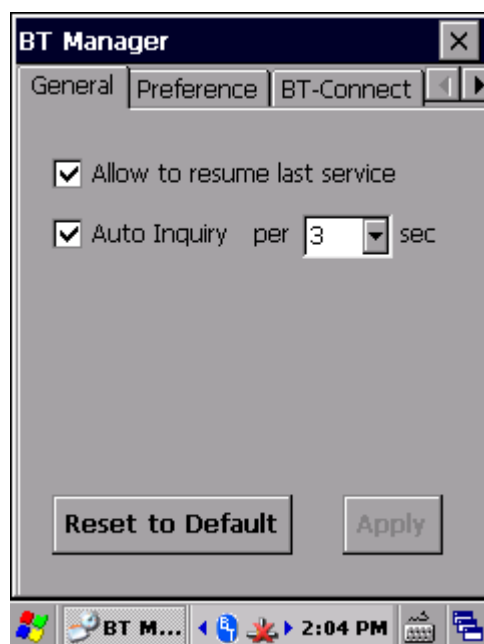 BT Manager
General Preference BT-Connect
Allow to resume last service
Auto Inquiry per 3 sec
Reset to Default Apply
BT M... 2:04 PM